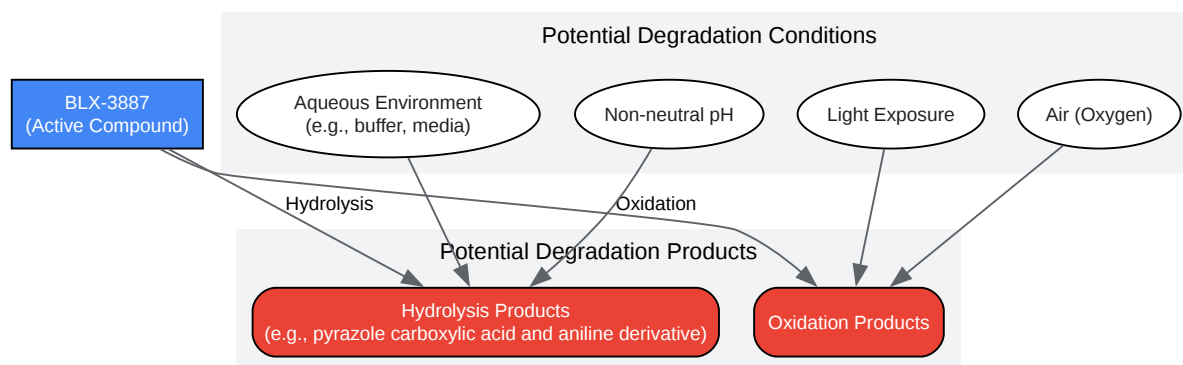 Potential Degradation Conditions
BLX-3887
(Active Compound)
Aqueous Environment
(e.g., buffer, media)
Non-neutral pH
Light Exposure
Air (Oxygen)
Hydrolysis
Oxidation
Potential Degradation Products
Hydrolysis Products
(e.g., pyrazole carboxylic acid and aniline derivative)
Oxidation Products